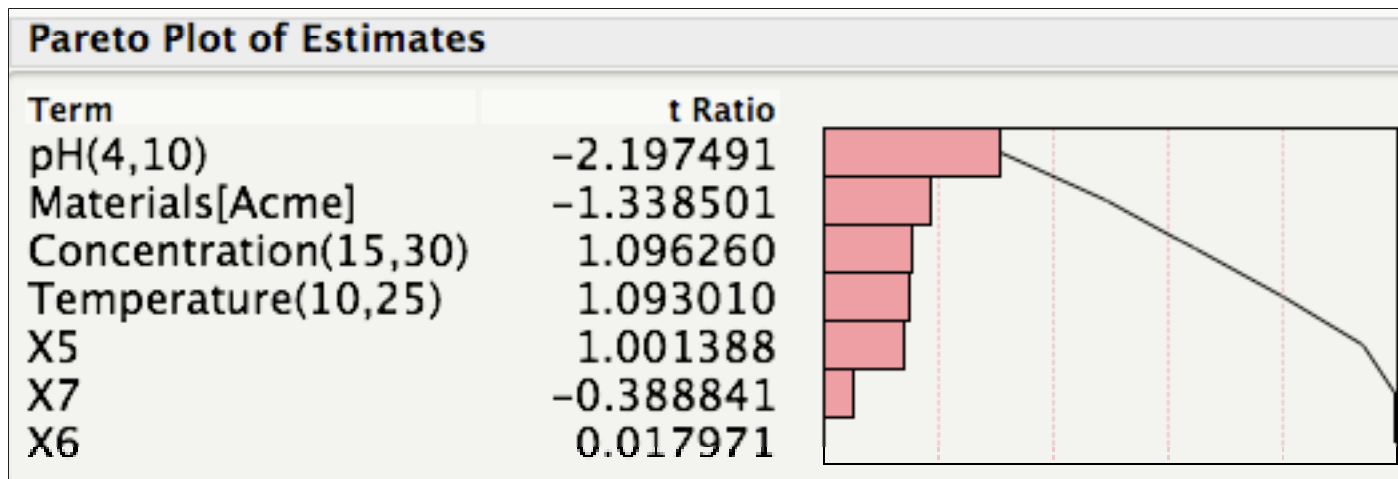 Pareto Plot of Estimates
Term t Ratio
pH(4,10) −2.197491
Materials[Acme] −1.338501
Concentration(15,30) 1.096260
Temperature(10,25) 1.093010
X5 1.001388
X7 −0.388841
X6 0.017971